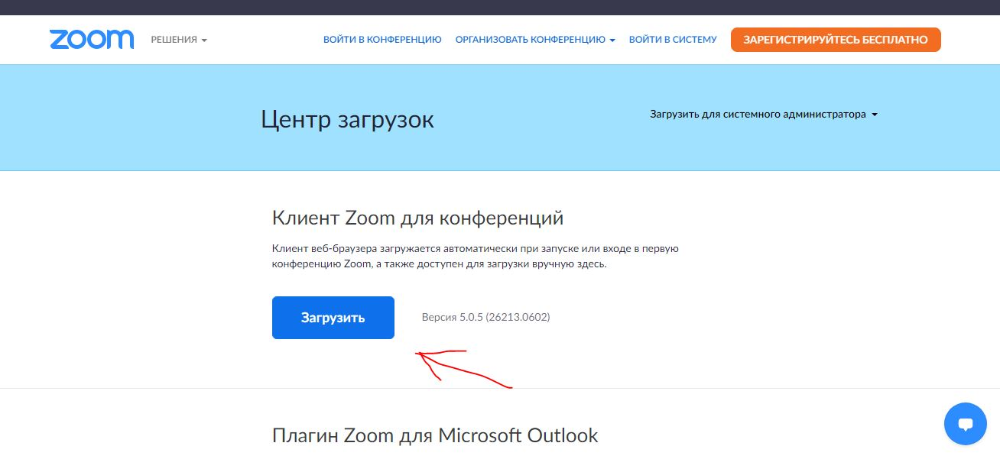 zoom РЕШЕНИЯ ВОЙТИ В КОНФЕРЕНЦИЮ ОРГАНИЗОВАТЬ КОНФЕРЕНЦИЮ ВОЙТИ В СИСТЕМУ ЗАРЕГИСТРИРУЙТЕСЬ БЕСПЛАТНО
Центр загрузок Загрузить для системного администратора
Клиент Zoom для конференций
Клиент веб-браузера загружается автоматически при запуске или входе в первую
конференцию Zoom, а также доступен для загрузки вручную здесь.
Загрузить Версия 5.0.5 (26213.0602)
Плагин Zoom для Microsoft Outlook